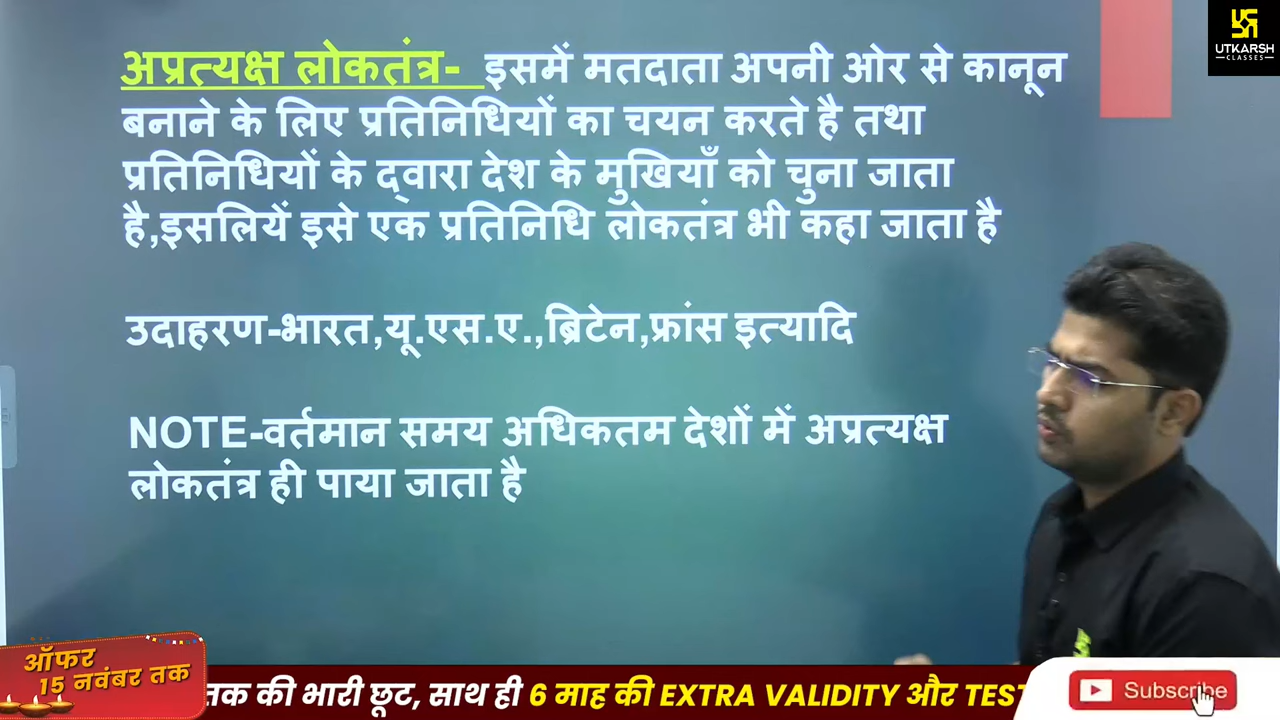 अप्रत्यक्ष लोकतंत्र- इसमें मतदाता अपनी ओर से कानून
बनाने के लिए प्रतिनिधियों का चयन करते है तथा
प्रतिनिधियों के द्वारा देश के मुखियाँ को चुना जाता
है,इसलियें इसे एक प्रतिनिधि लोकतंत्र भी कहा जाता है
उदाहरण-भारत,यू.एस.ए.,ब्रिटेन,फ्रांस इत्यादि
NOTE-वर्तमान समय अधिकतम देशों में अप्रत्यक्ष
लोकतंत्र ही पाया जाता है
UTKARSH
CLASSES
ऑफर
15 नवंबर तक
तक की भारी छूट, साथ ही 6 माह की EXTRA VALIDITY और TEST
Subscribe